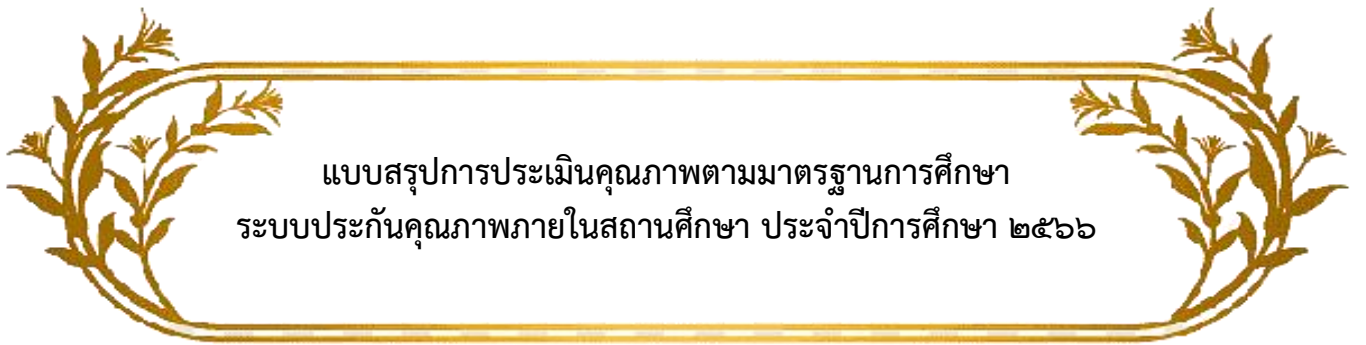 แบบสรุปการประเมินคุณภาพตามมาตรฐานการศึกษา
ระบบประกันคุณภาพภายในสถานศึกษา ประจำปีการศึกษา ๒๕๖๖